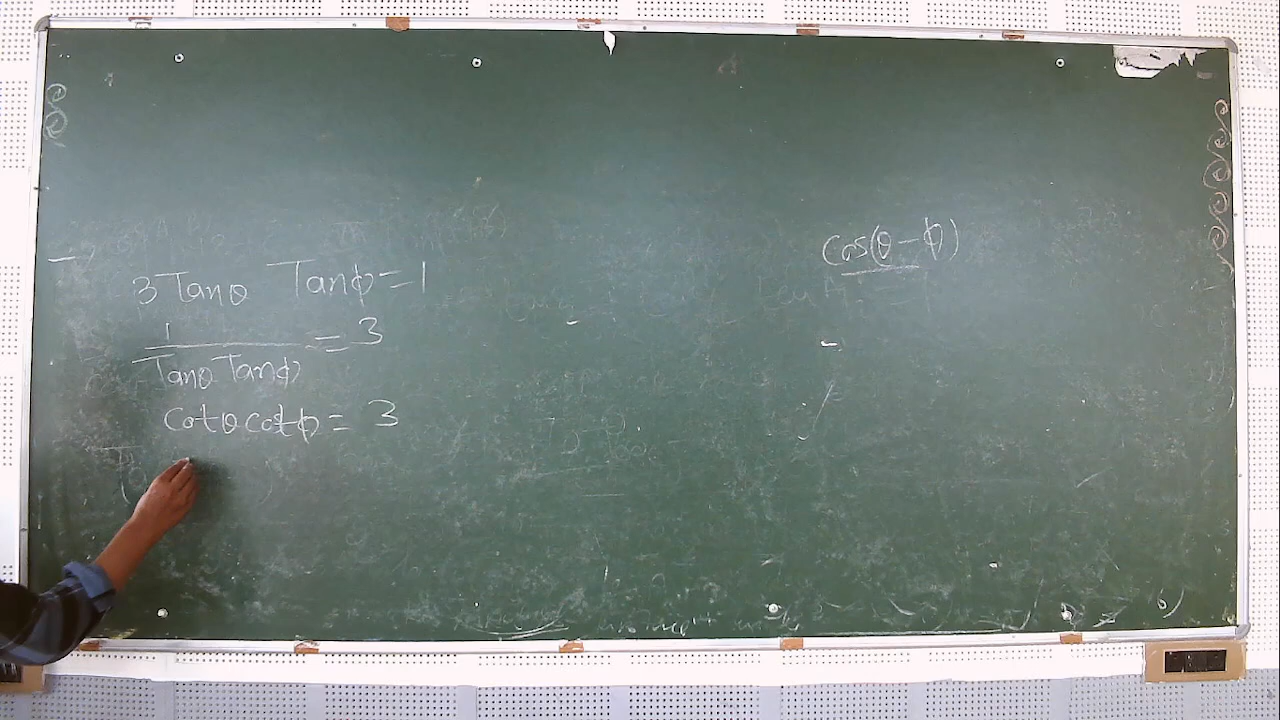 3 Tanθ Tanφ = 1
1
Tanθ Tanφ = 3
cotθ cotφ = 3
Cos(θ - φ)